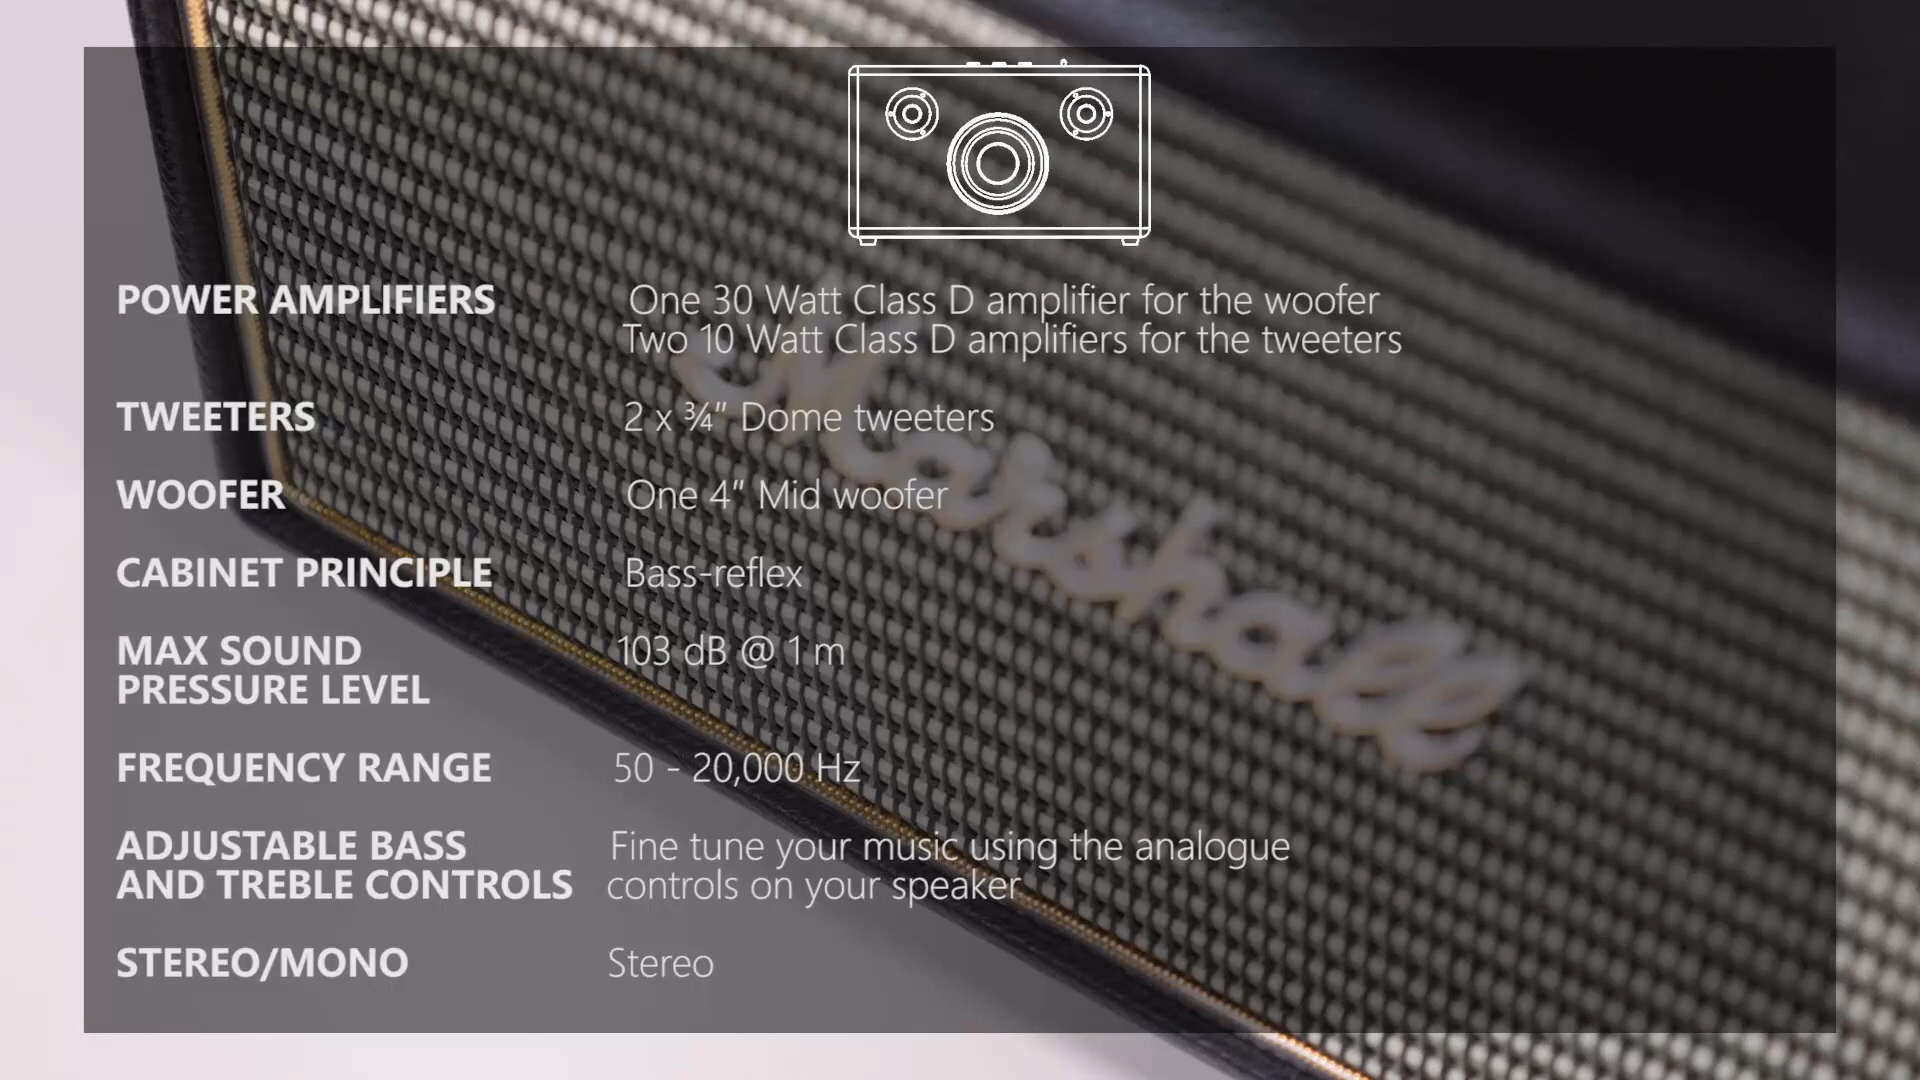 POWER AMPLIFIERS One 30 Watt Class D amplifier for the woofer
Two 10 Watt Class D amplifiers for the tweeters
TWEETERS 2 x ¾” Dome tweeters
WOOFER One 4” Mid woofer
CABINET PRINCIPLE Bass-reflex
MAX SOUND 103 dB @ 1 m
PRESSURE LEVEL
FREQUENCY RANGE 50 - 20,000 Hz
ADJUSTABLE BASS Fine tune your music using the analogue
AND TREBLE CONTROLS controls on your speaker
STEREO/MONO Stereo
Marshall